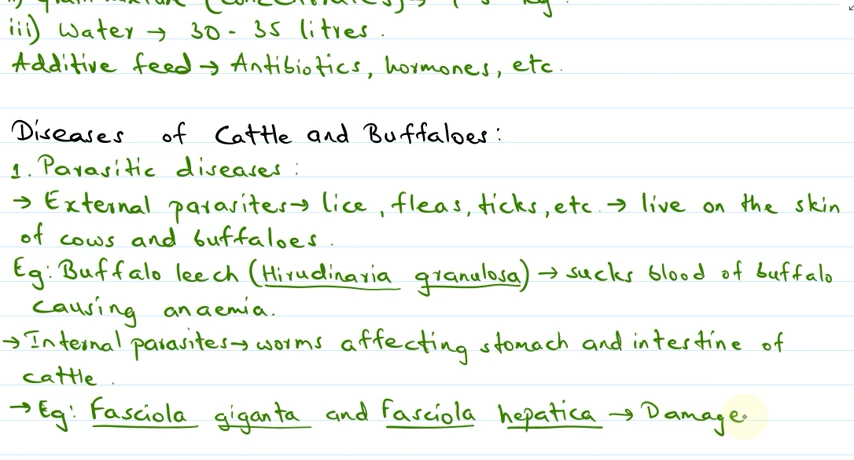 iii) Water → 30 - 35 litres.
Additive feed → Antibiotics, hormones, etc.
Diseases of Cattle and Buffaloes:
1. Parasitic diseases:
→ External parasites → lice, fleas, ticks, etc. → live on the skin
of cows and buffaloes.
Eg: Buffalo leech (Hirudinaria granulosa) → sucks blood of buffalo
causing anaemia.
→ Internal parasites → worms affecting stomach and intestine of
cattle.
→ Eg: Fasciola giganta and Fasciola hepatica → Damage